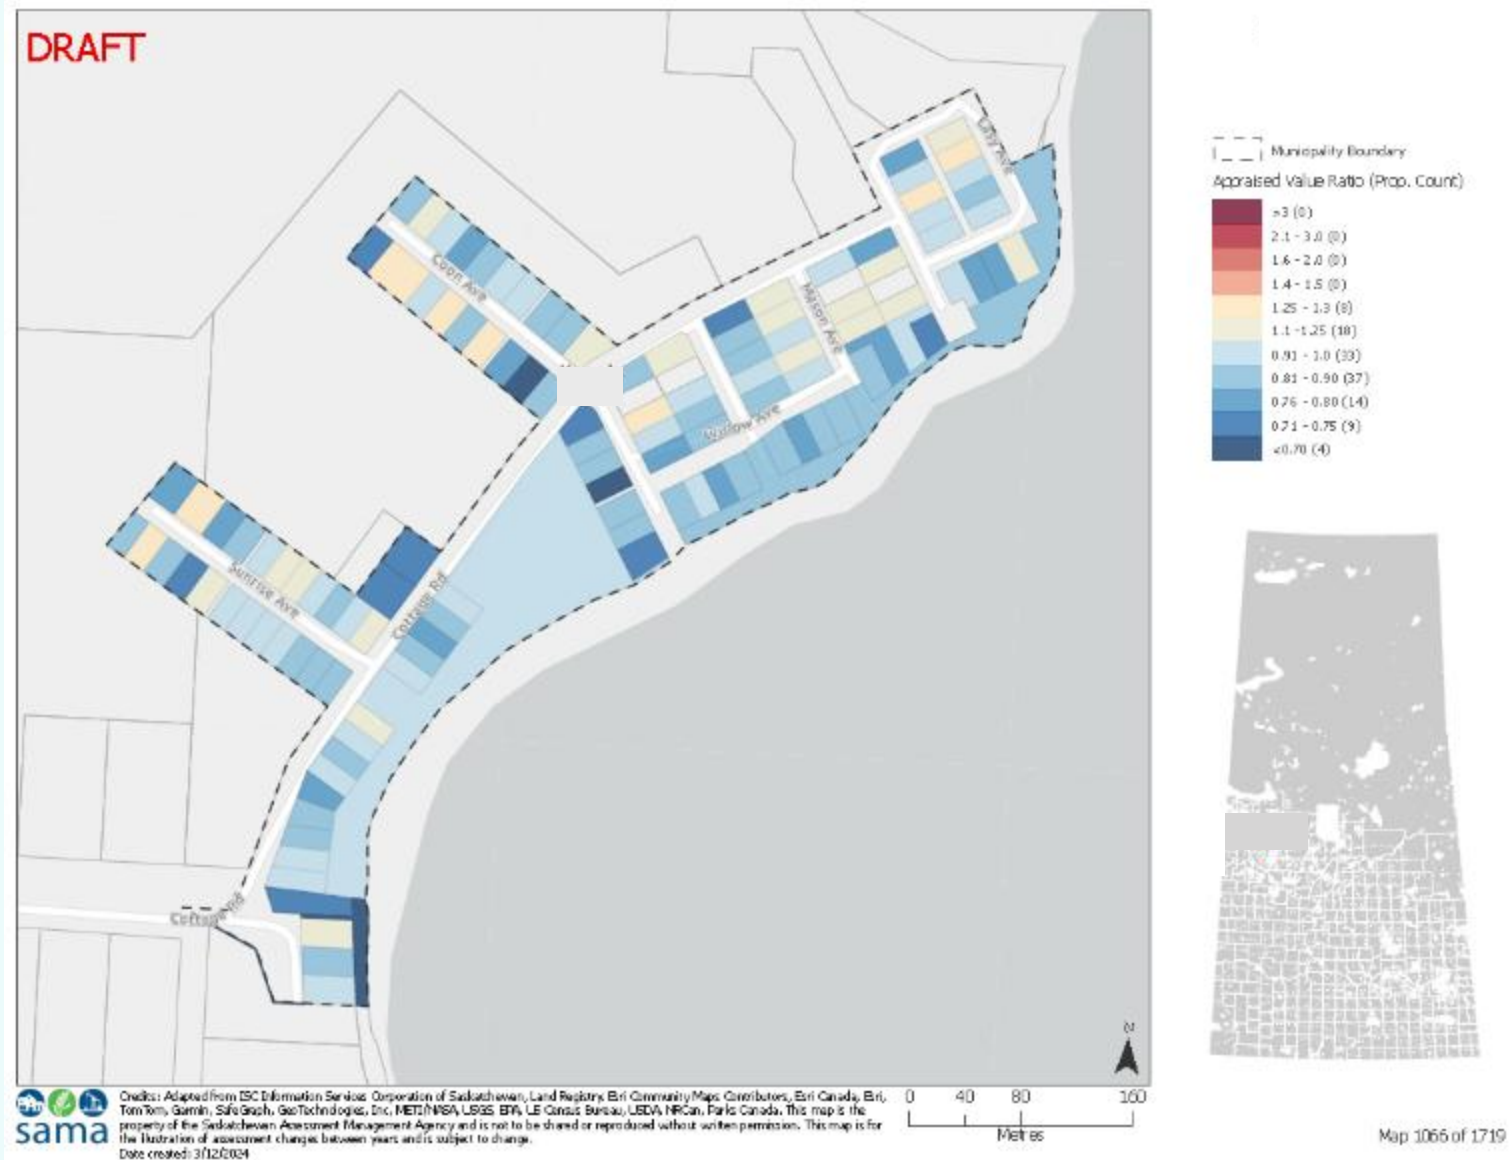 DRAFT
Cary Ave
Coon Ave
Mason Ave
Willow Ave
Sunrise Ave
Cottage Rd
Cottage Rd
Municipality Boundary
Appraised Value Ratio (Prop. Count)
>3 (0)
2.1 - 3.0 (0)
1.6 - 2.0 (0)
1.4 - 1.5 (0)
1.25 - 1.3 (8)
1.1 -1.25 (18)
0.91 - 1.0 (33)
0.81 - 0.90 (37)
0.76 - 0.80 (14)
0.71 - 0.75 (9)
<0.70 (4)
N
sama
Credits: Adapted from ISC Information Services Corporation of Saskatchewan, Land Registry, Esri Community Maps Contributors, Esri Canada, Esri,
TomTom, Garmin, SafeGraph, GeoTechnologies, Inc, METI/NASA, USGS, EPA, US Census Bureau, USDA, NRCan, Parks Canada. This map is the
property of the Saskatchewan Assessment Management Agency and is not to be shared or reproduced without written permission. This map is for
the illustration of assessment changes between years and is subject to change.
Date created: 3/12/2024
0 40 80 160
Metres
Map 1066 of 1719